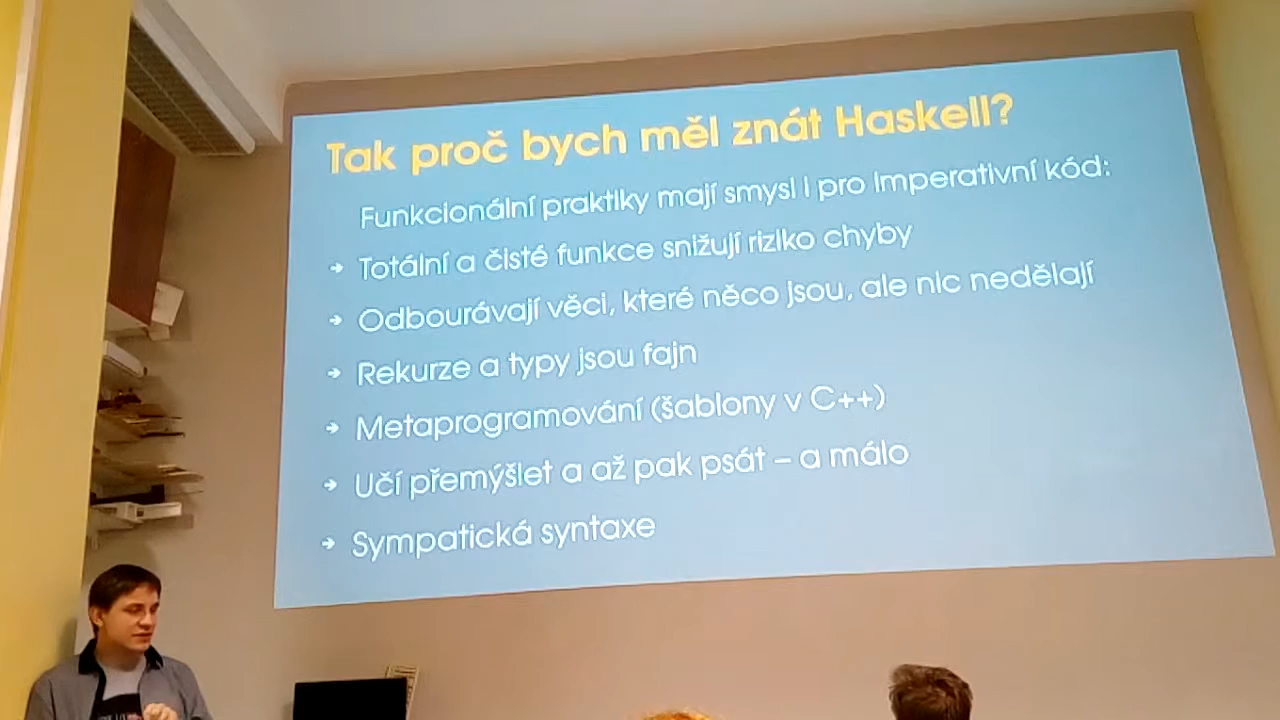 Tak proč bych měl znát Haskell?
Funkcionální praktiky mají smysl i pro imperativní kód:
→ Totální a čisté funkce snižují riziko chyby
→ Odbourávají věci, které něco jsou, ale nic nedělají
→ Rekurze a typy jsou fajn
→ Metaprogramování (šablony v C++)
→ Učí přemýšlet a až pak psát – a málo
→ Sympatická syntaxe